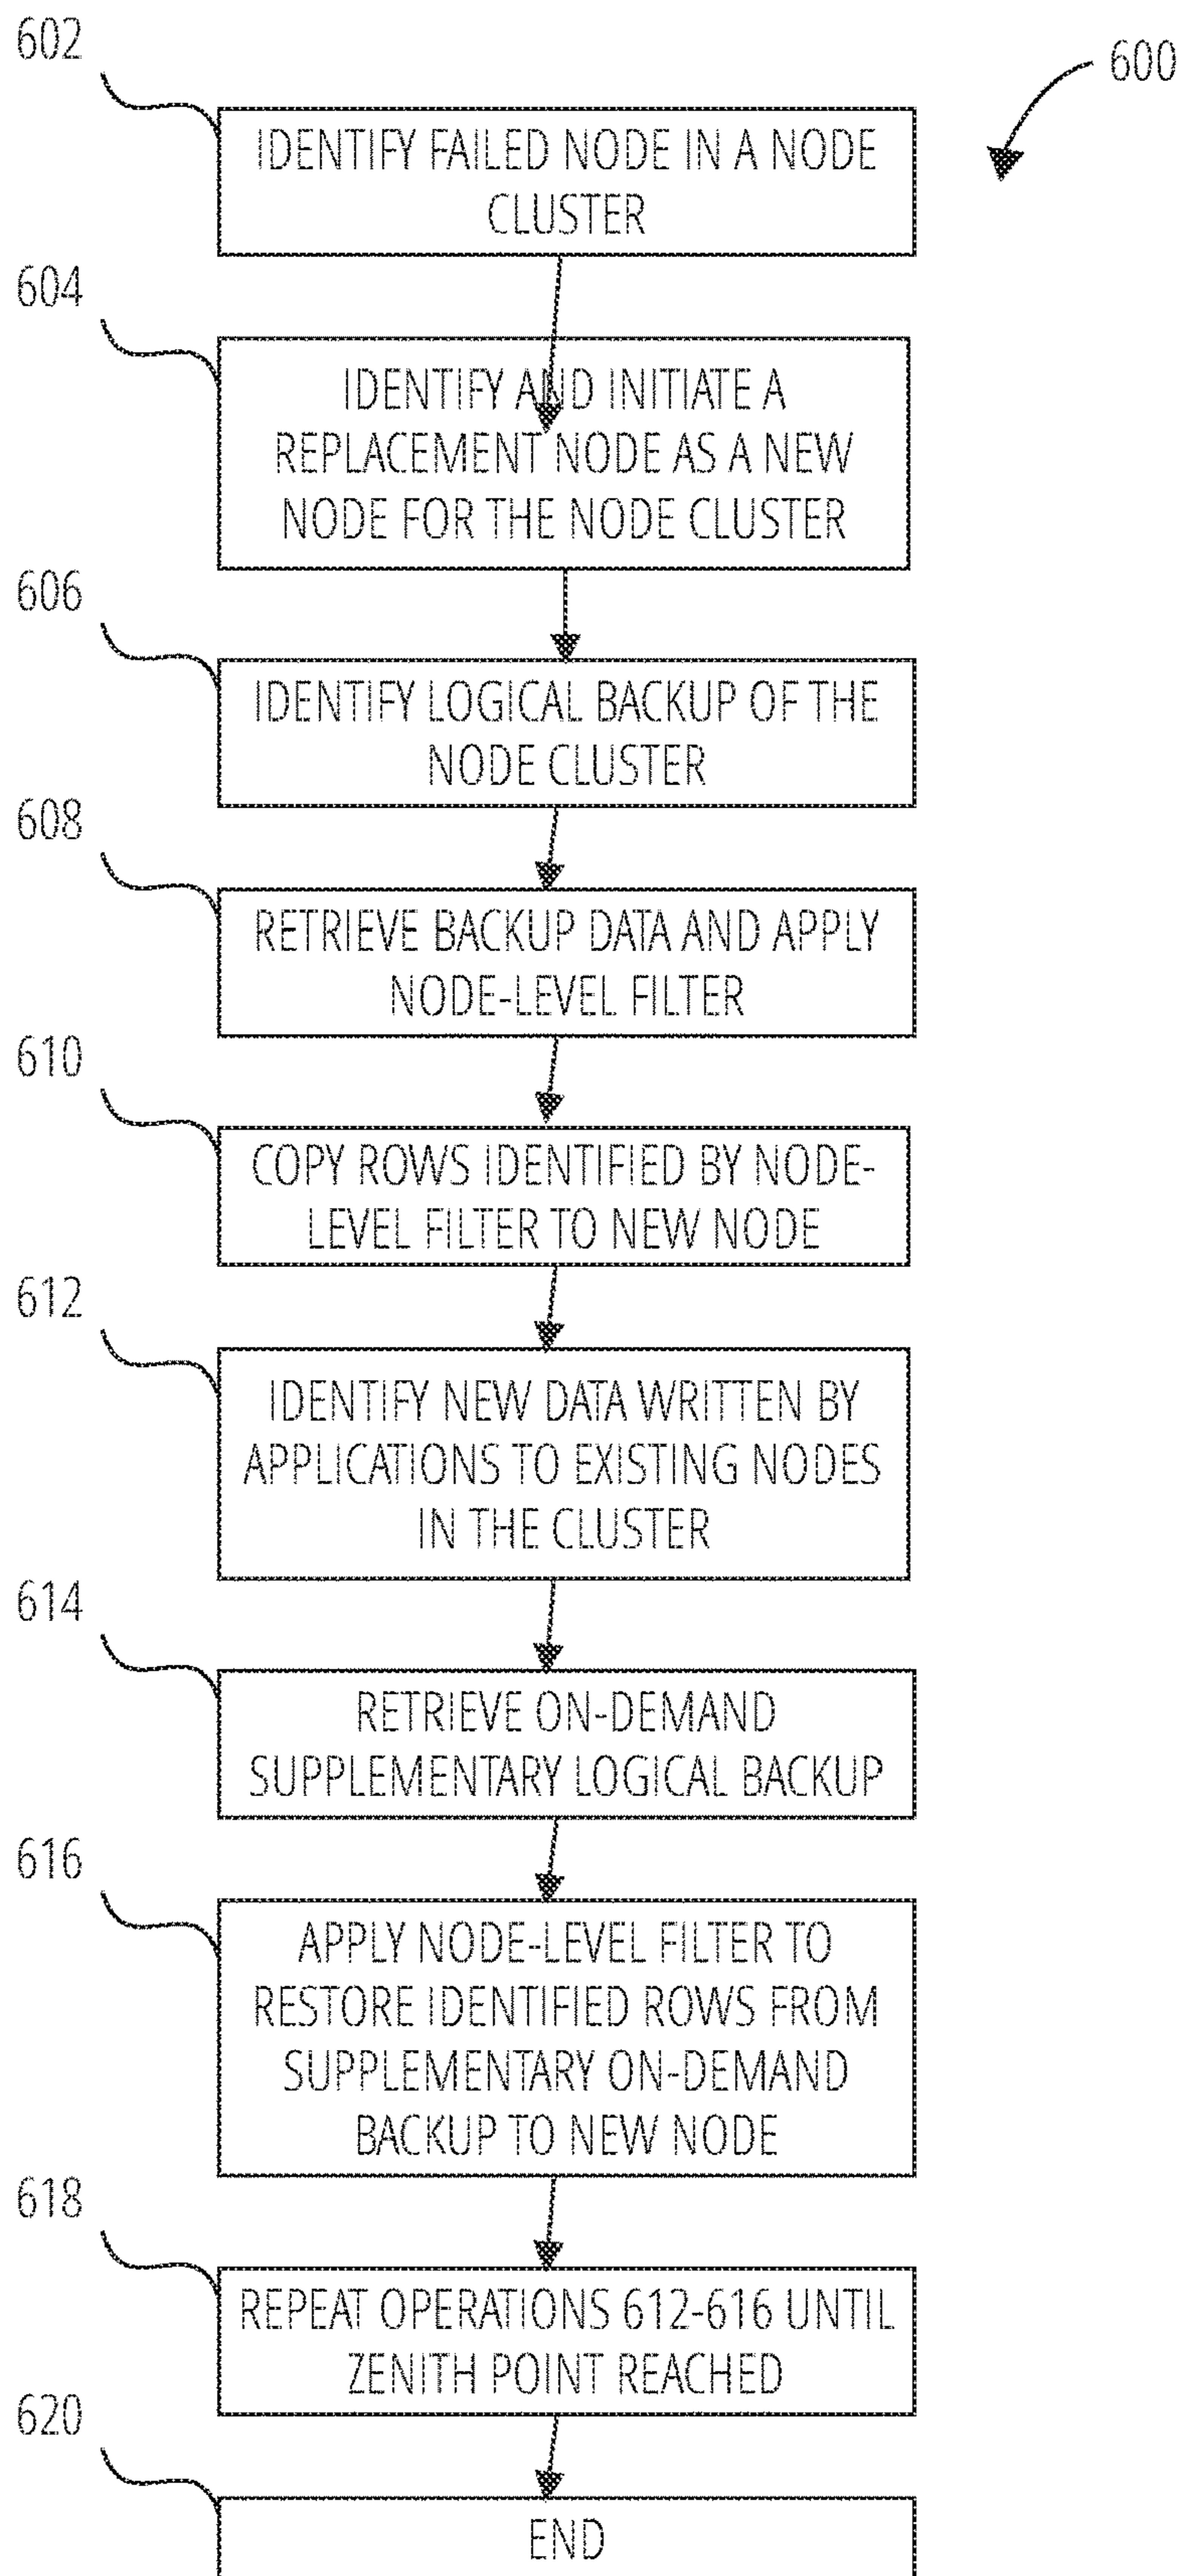 602
600
IDENTIFY FAILED NODE IN A NODE
CLUSTER
604
IDENTIFY AND INITIATE A
REPLACEMENT NODE AS A NEW
NODE FOR THE NODE CLUSTER
606
IDENTIFY LOGICAL BACKUP OF THE
NODE CLUSTER
608
RETRIEVE BACKUP DATA AND APPLY
NODE-LEVEL FILTER
610
COPY ROWS IDENTIFIED BY NODE-
LEVEL FILTER TO NEW NODE
612
IDENTIFY NEW DATA WRITTEN BY
APPLICATIONS TO EXISTING NODES
IN THE CLUSTER
614
RETRIEVE ON-DEMAND
SUPPLEMENTARY LOGICAL BACKUP
616
APPLY NODE-LEVEL FILTER TO
RESTORE IDENTIFIED ROWS FROM
SUPPLEMENTARY ON-DEMAND
BACKUP TO NEW NODE
618
REPEAT OPERATIONS 612-616 UNTIL
ZENITH POINT REACHED
620
END